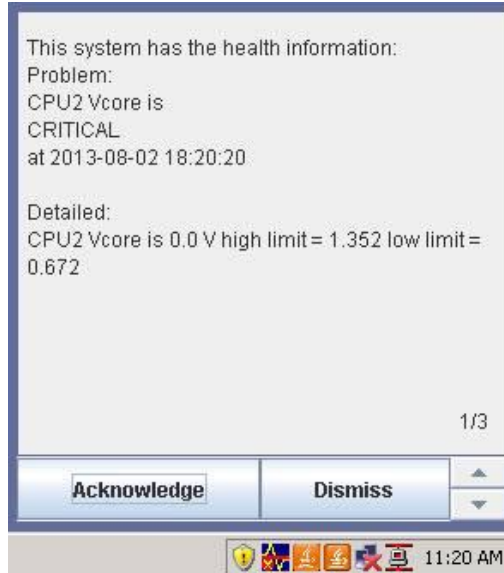 This system has the health information:
Problem:
CPU2 Vcore is
CRITICAL
at 2013-08-02 18:20:20
Detailed:
CPU2 Vcore is 0.0 V high limit = 1.352 low limit =
0.672
1/3
Acknowledge Dismiss
11:20 AM